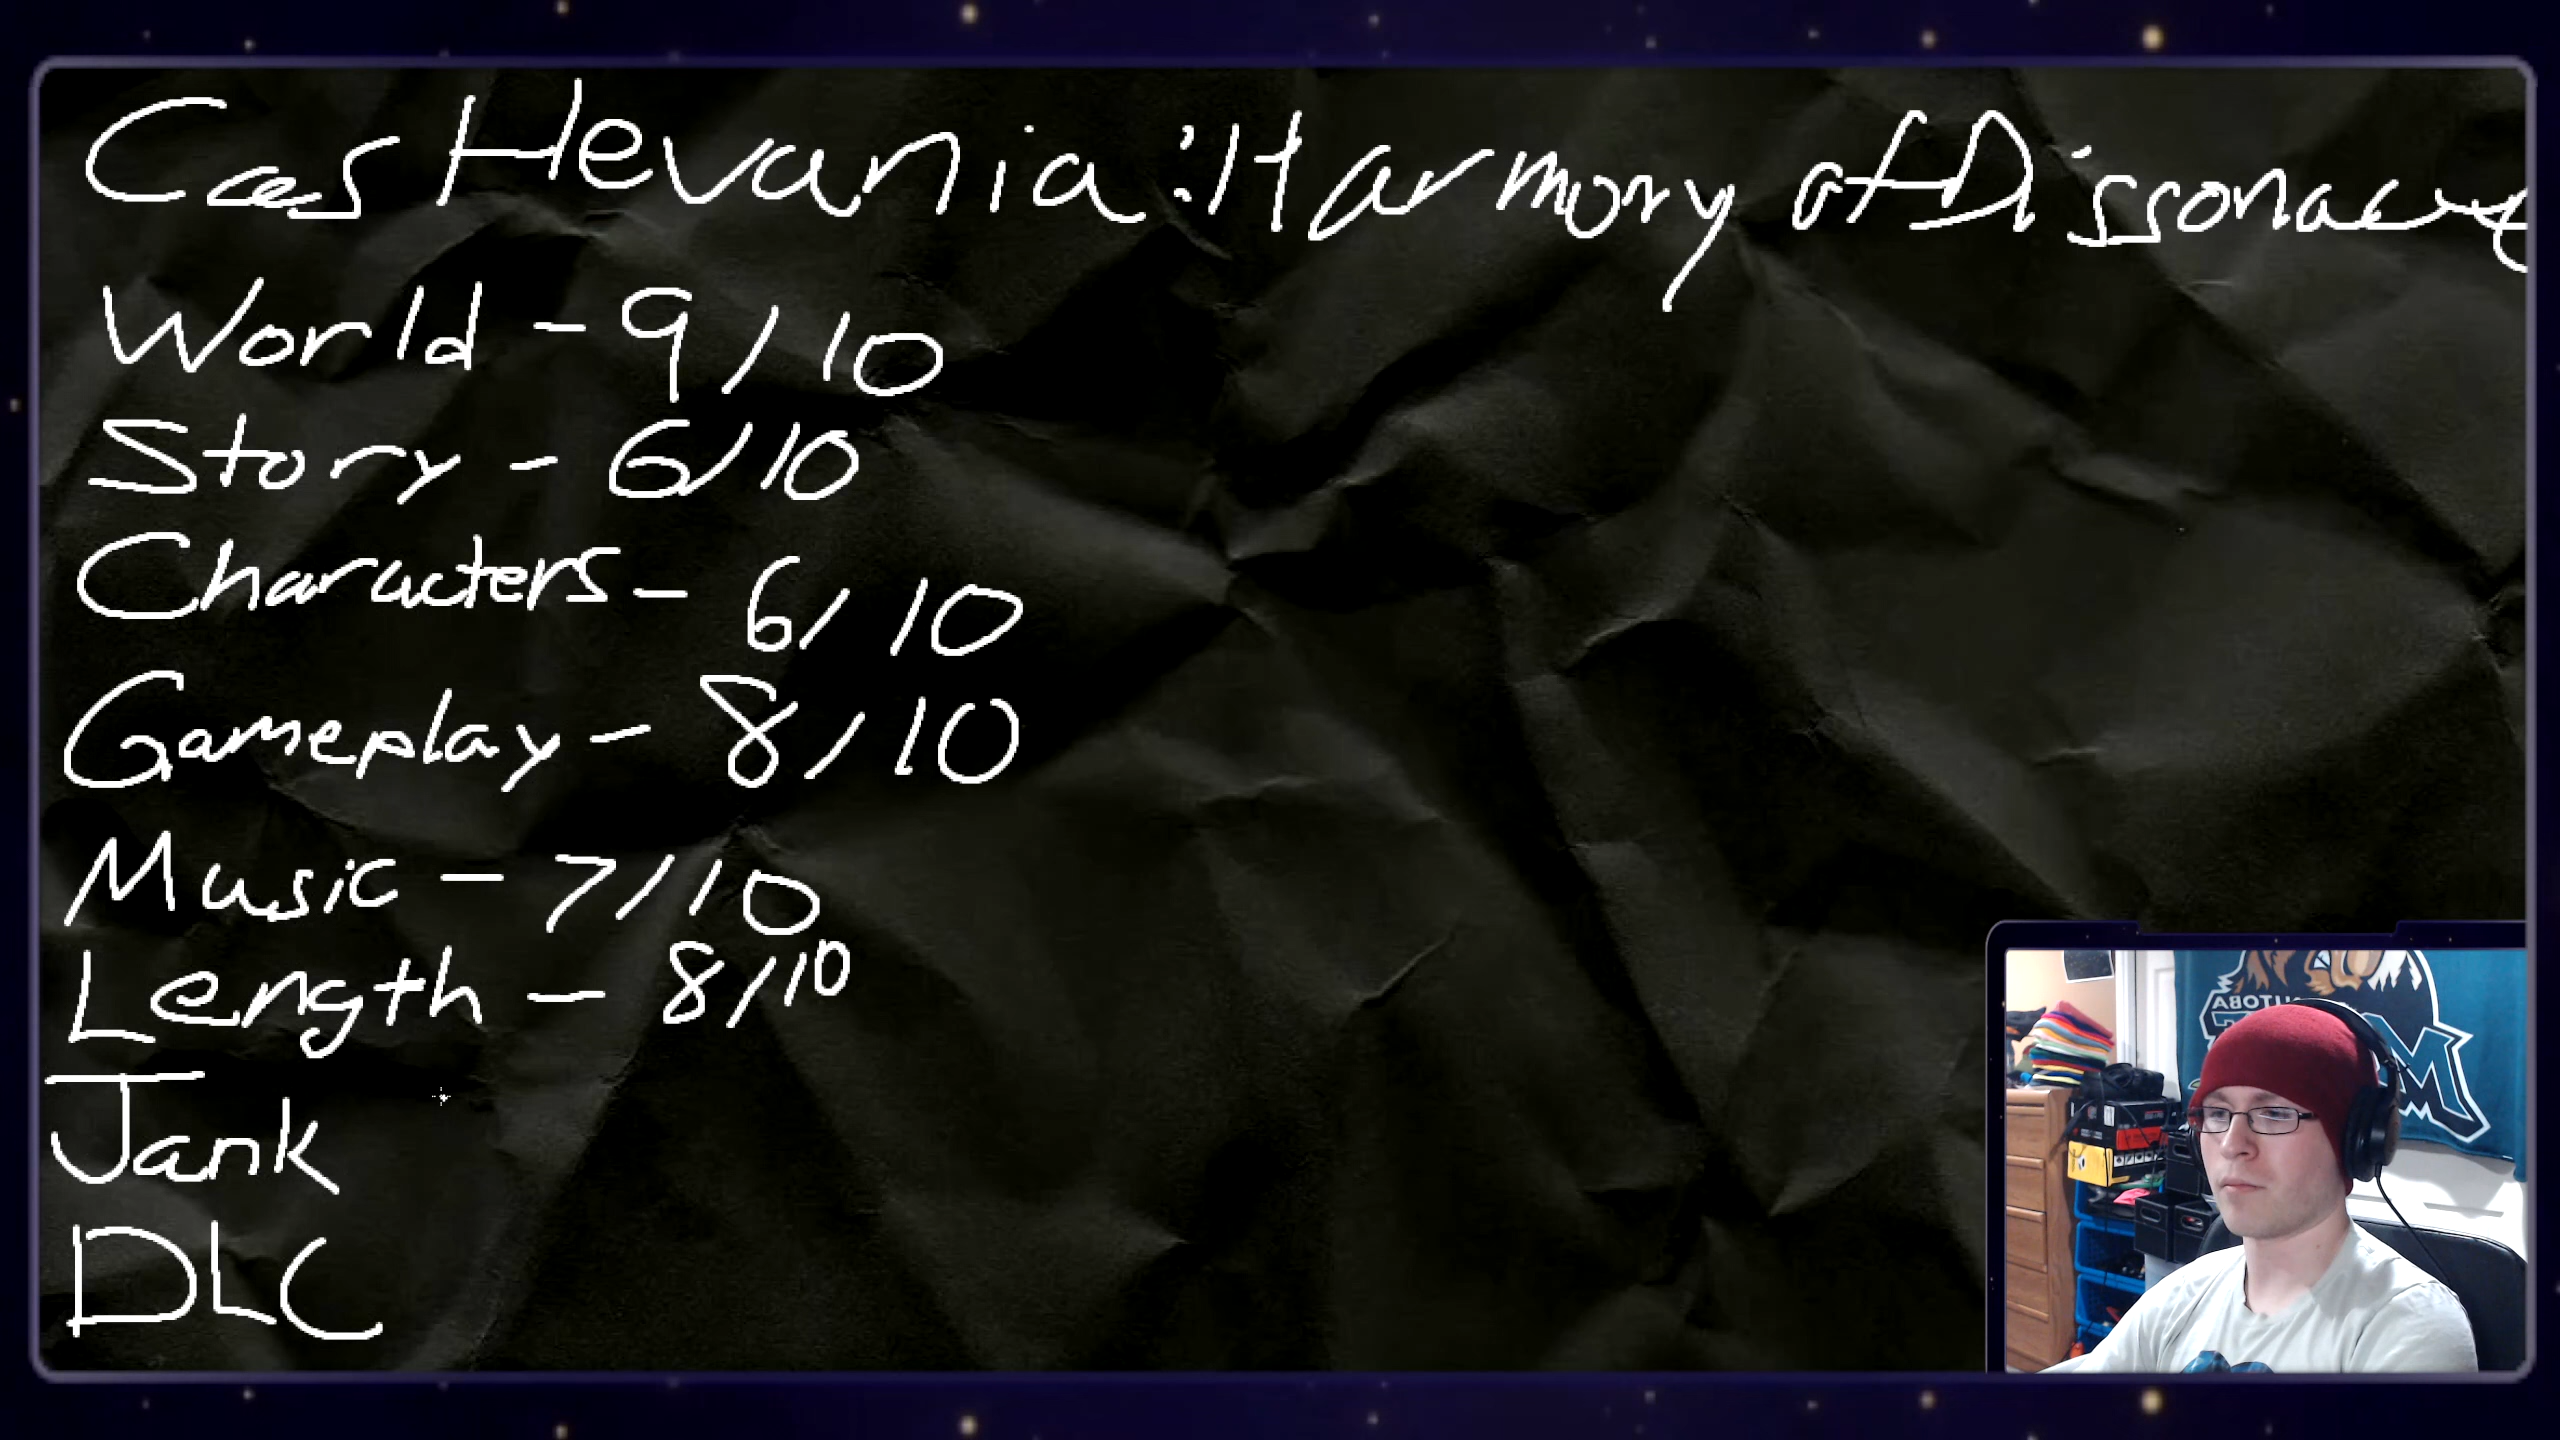 Castlevania: Harmony of Dissonace
World - 9/10
Story - 6/10
Characters - 6/10
Gameplay - 8/10
Music - 7/10
Length - 8/10
Jank
DLC